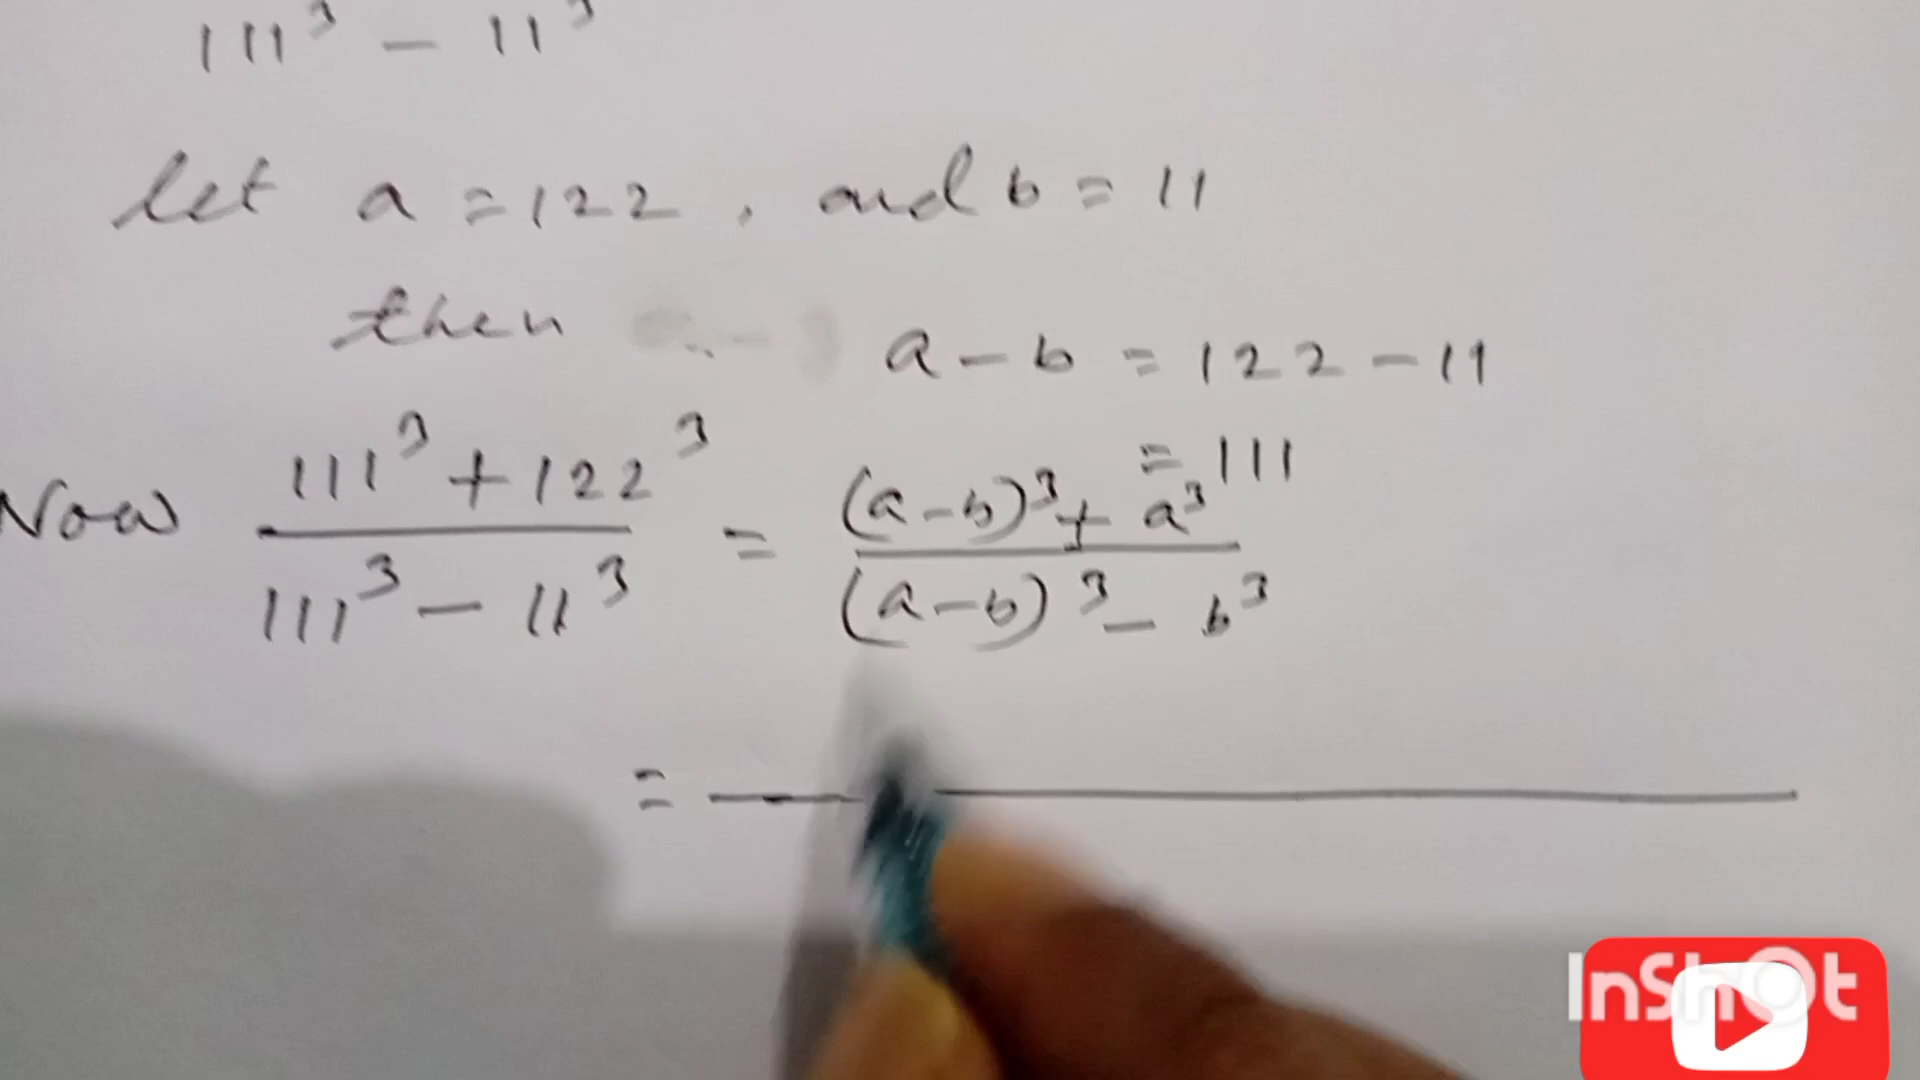 111³ - 11³
let a = 122, and b = 11
then a - b = 122 - 11
= 111
Now (111³ + 122³)/(111³ - 11³) = ((a-b)³ + a³)/((a-b)³ - b³)
=
InShOt